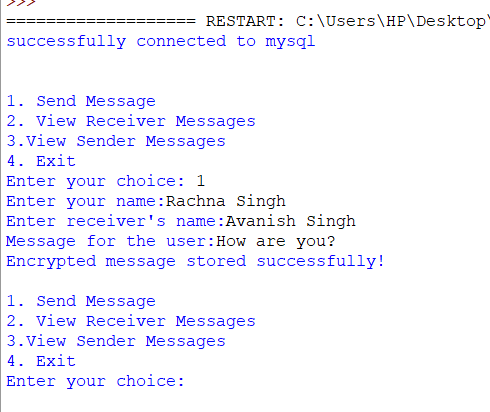 >>>
=================== RESTART: C:\Users\HP\Desktop\
successfully connected to mysql
1. Send Message
2. View Receiver Messages
3.View Sender Messages
4. Exit
Enter your choice: 1
Enter your name:Rachna Singh
Enter receiver's name:Avanish Singh
Message for the user:How are you?
Encrypted message stored successfully!
1. Send Message
2. View Receiver Messages
3.View Sender Messages
4. Exit
Enter your choice: